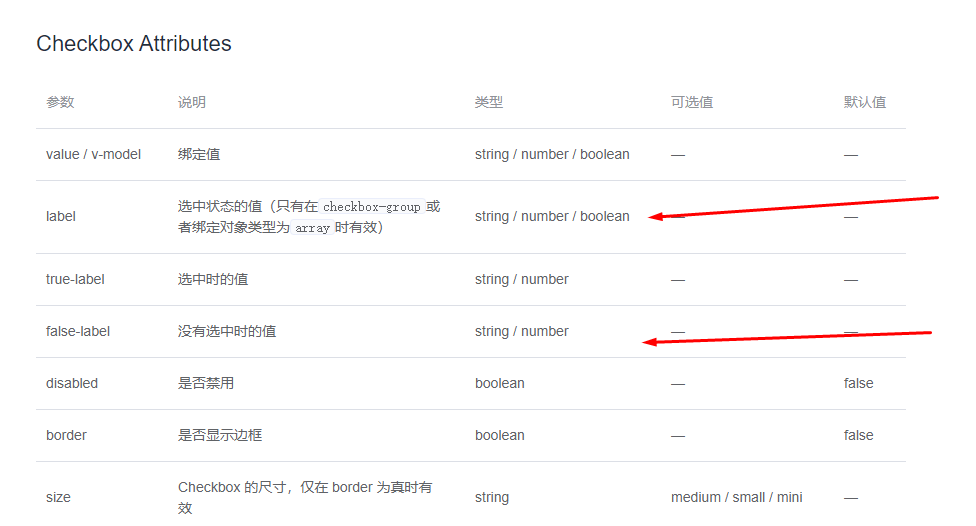 Checkbox Attributes
参数 说明 类型 可选值 默认值
value / v-model 绑定值 string / number / boolean — —
label 选中状态的值（只有在 checkbox-group 或
者绑定对象类型为 array 时有效） string / number / boolean — —
true-label 选中时的值 string / number — —
false-label 没有选中时的值 string / number — —
disabled 是否禁用 boolean — false
border 是否显示边框 boolean — false
size Checkbox 的尺寸，仅在 border 为真时有
效 string medium / small / mini —